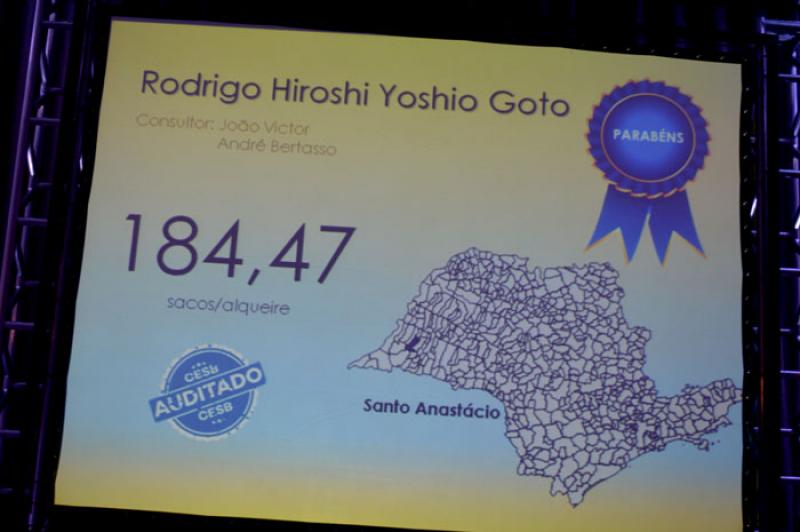 Rodrigo Hiroshi Yoshio Goto
Consultor: João Victor
André Bertasso
PARABÉNS
184,47
sacos/alqueire
CESB
AUDITADO
CESB
Santo Anastácio